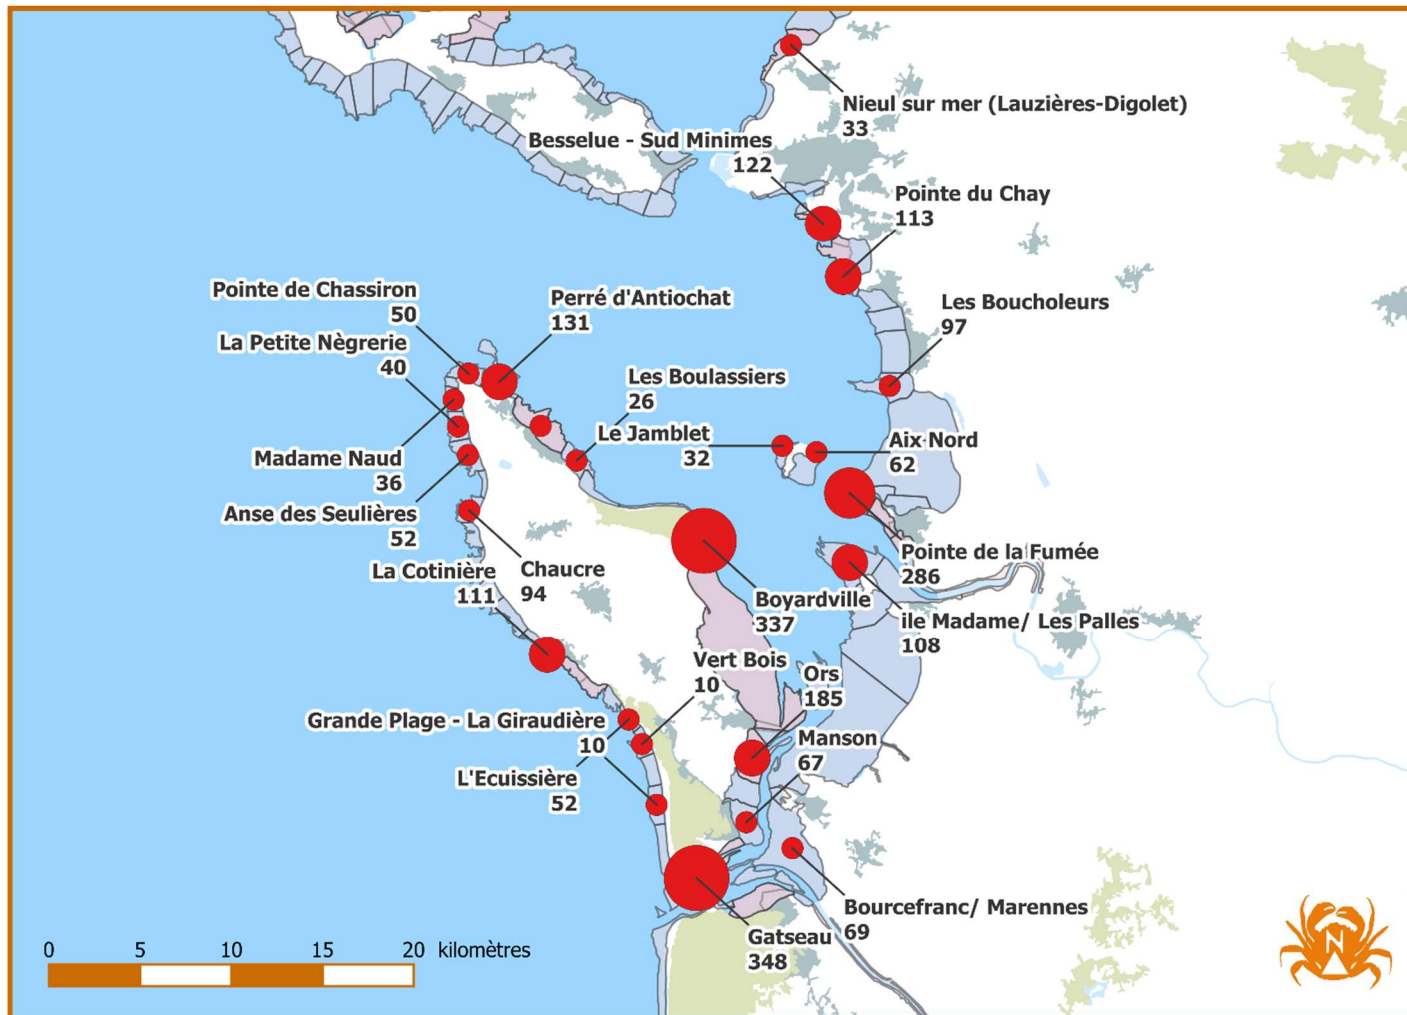 Nieul sur mer (Lauzières-Digolet)
33
Besselue - Sud Minimes
122
Pointe du Chay
113
Pointe de Chassiron
50
Perré d'Antiochat
131
Les Boucholeurs
97
La Petite Nègrerie
40
Les Boulassiers
26
Le Jamblet
32
Aix Nord
62
Madame Naud
36
Anse des Seulières
52
Pointe de la Fumée
286
La Cotinière
111
Chaucre
94
Boyardville
337
ile Madame/ Les Palles
108
Vert Bois
10
Ors
185
Grande Plage - La Giraudière
10
Manson
67
L'Ecuissière
52
Bourcefranc/ Marennes
69
Gatseau
348
0 5 10 15 20 kilomètres
N